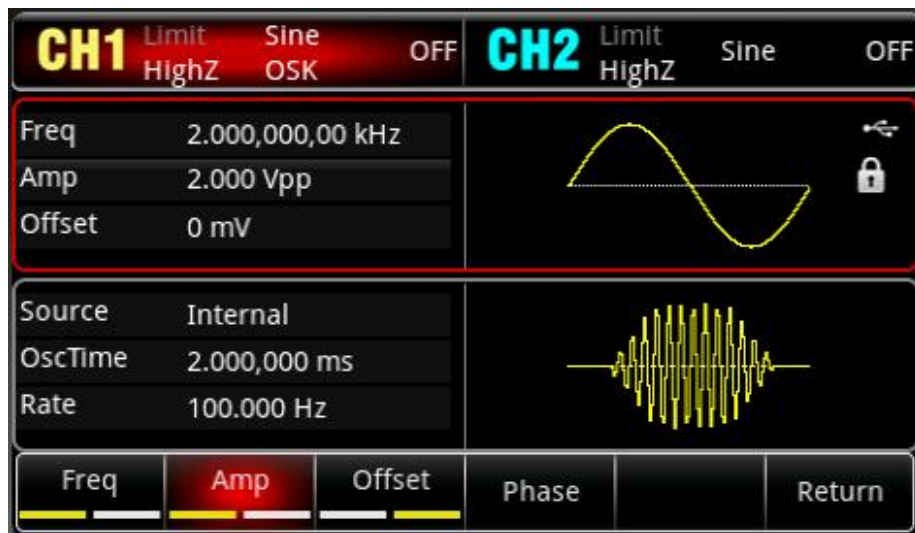 CH1 Limit Sine OFF CH2 Limit Sine OFF
HighZ OSK HighZ
Freq 2.000,000,00 kHz
Amp 2.000 Vpp
Offset 0 mV
Source Internal
OscTime 2.000,000 ms
Rate 100.000 Hz
Freq Amp Offset Phase Return